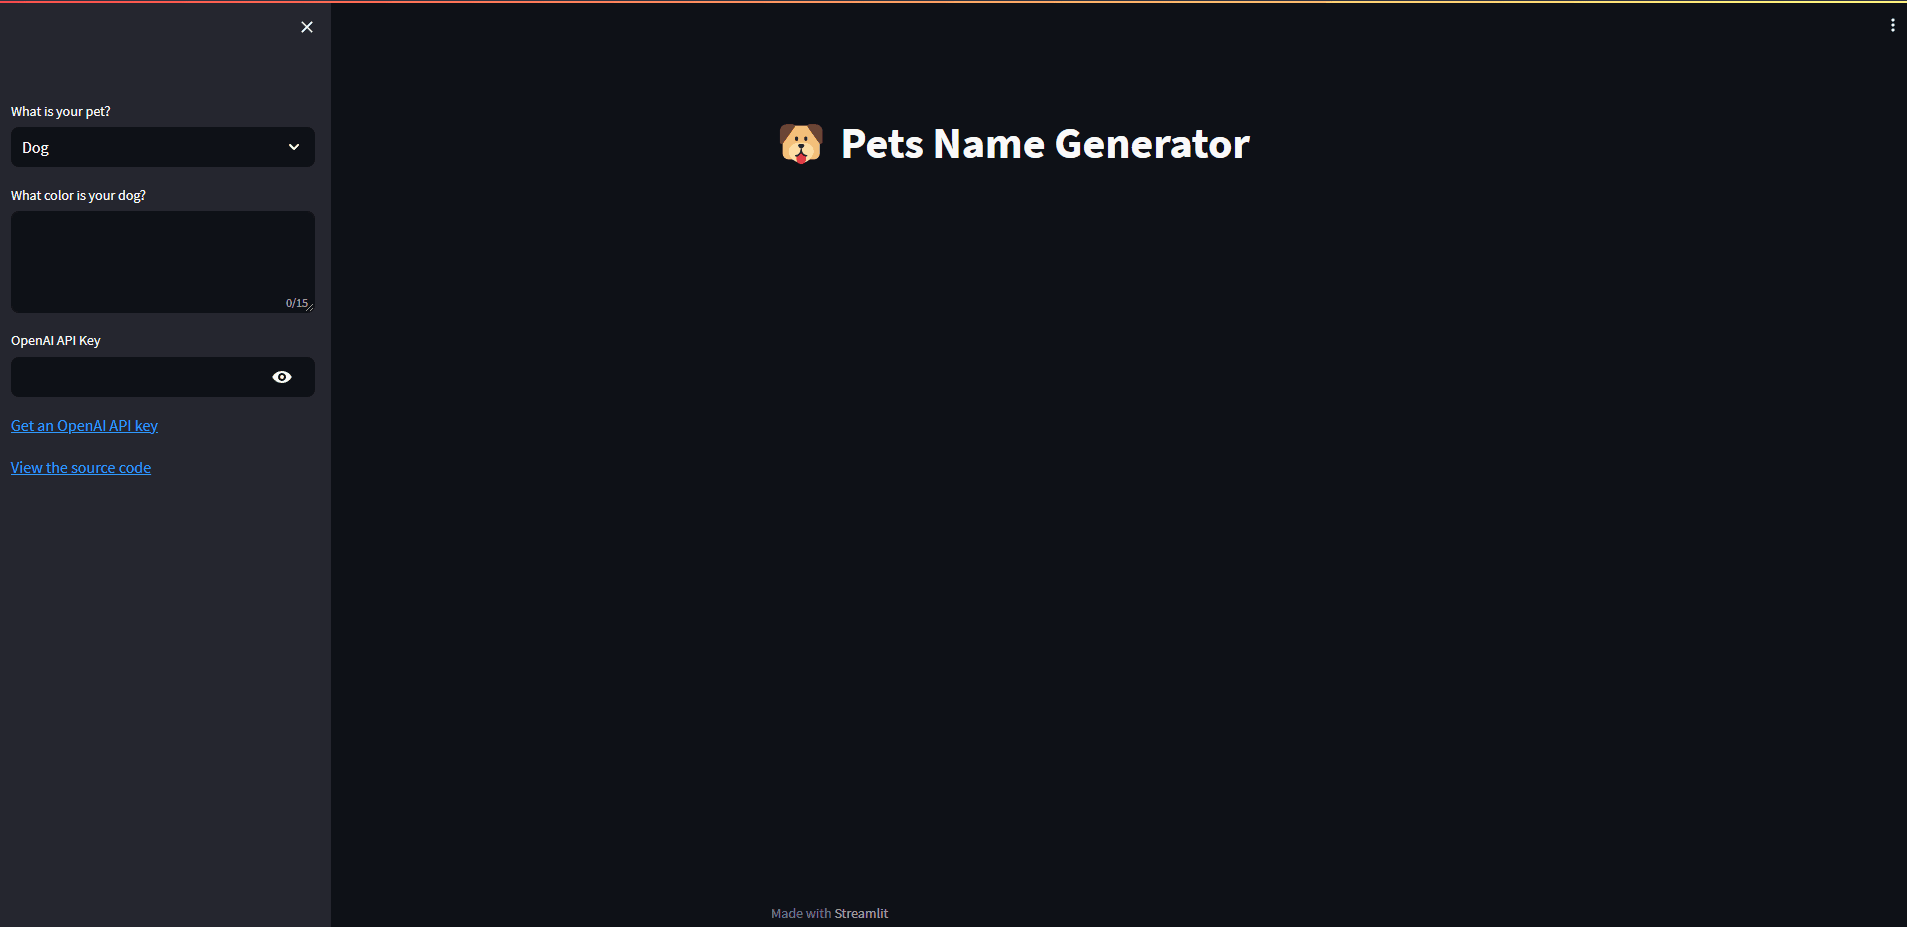 What is your pet?
Dog
What color is your dog?
0/15
OpenAI API Key
Get an OpenAI API key
View the source code
Pets Name Generator
Made with Streamlit